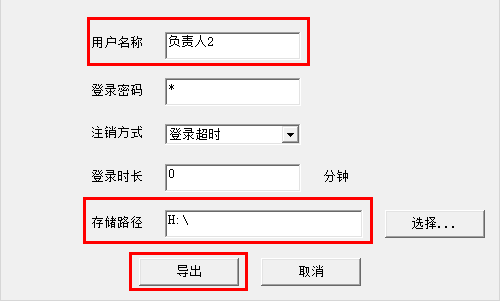 用户名称 负责人2
登录密码 *
注销方式 登录超时
登录时长 0 分钟
存储路径 H:\ 选择...
导出 取消